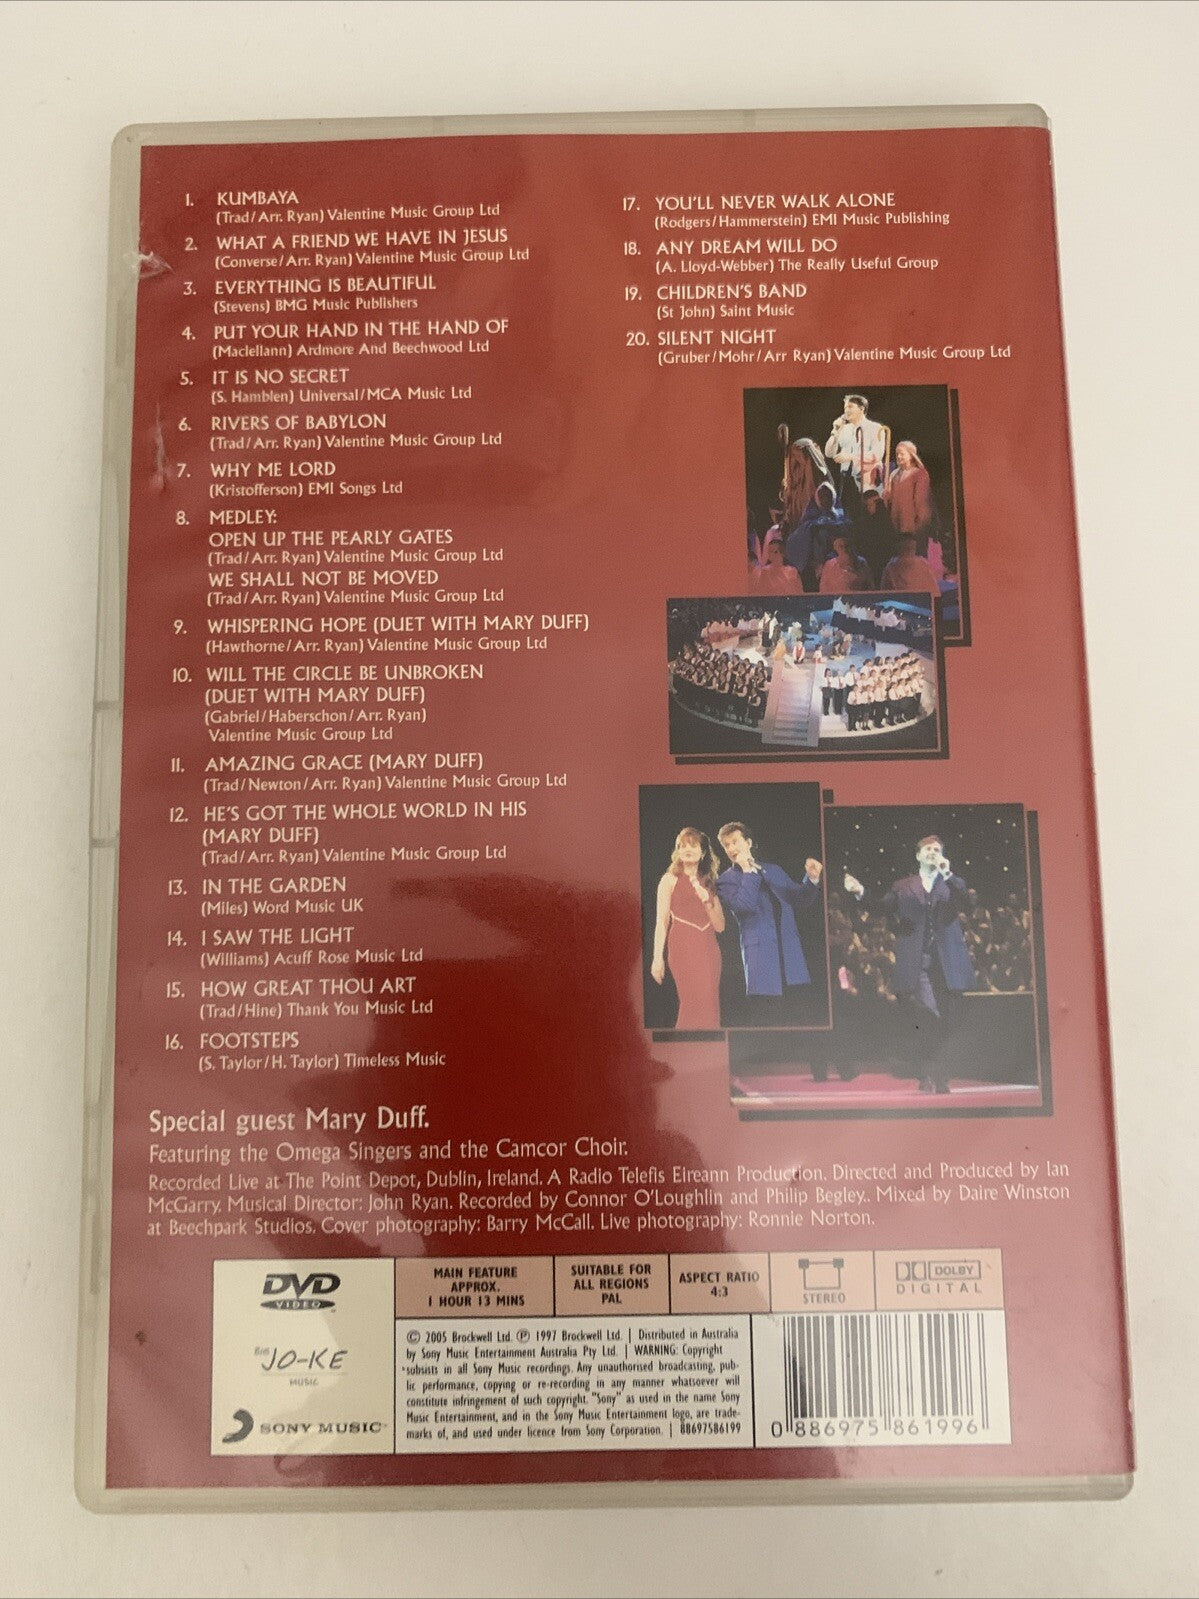 1. KUMBAYA
(Trad/Arr. Ryan) Valentine Music Group Ltd
2. WHAT A FRIEND WE HAVE IN JESUS
(Converse/Arr. Ryan) Valentine Music Group Ltd
3. EVERYTHING IS BEAUTIFUL
(Stevens) BMG Music Publishers
4. PUT YOUR HAND IN THE HAND OF
(Maclellann) Ardmore And Beechwood Ltd
5. IT IS NO SECRET
(S. Hamblen) Universal/MCA Music Ltd
6. RIVERS OF BABYLON
(Trad/Arr. Ryan) Valentine Music Group Ltd
7. WHY ME LORD
(Kristofferson) EMI Songs Ltd
8. MEDLEY:
OPEN UP THE PEARLY GATES
(Trad/Arr. Ryan) Valentine Music Group Ltd
WE SHALL NOT BE MOVED
(Trad/Arr. Ryan) Valentine Music Group Ltd
9. WHISPERING HOPE (DUET WITH MARY DUFF)
(Hawthorne/Arr. Ryan) Valentine Music Group Ltd
10. WILL THE CIRCLE BE UNBROKEN
(DUET WITH MARY DUFF)
(Gabriel/Haberschon/Arr. Ryan)
Valentine Music Group Ltd
11. AMAZING GRACE (MARY DUFF)
(Trad/Newton/Arr. Ryan) Valentine Music Group Ltd
12. HE'S GOT THE WHOLE WORLD IN HIS
(MARY DUFF)
(Trad/Arr. Ryan) Valentine Music Group Ltd
13. IN THE GARDEN
(Miles) Word Music UK
14. I SAW THE LIGHT
(Williams) Acuff Rose Music Ltd
15. HOW GREAT THOU ART
(Trad/Hine) Thank You Music Ltd
16. FOOTSTEPS
(S. Taylor/H. Taylor) Timeless Music
17. YOU'LL NEVER WALK ALONE
(Rodgers/Hammerstein) EMI Music Publishing
18. ANY DREAM WILL DO
(A. Lloyd-Webber) The Really Useful Group
19. CHILDREN'S BAND
(St John) Saint Music
20. SILENT NIGHT
(Gruber/Mohr/Arr Ryan) Valentine Music Group Ltd
Special guest Mary Duff.
Featuring the Omega Singers and the Camcor Choir.
Recorded Live at The Point Depot, Dublin, Ireland. A Radio Telefis Eireann Production. Directed and Produced by Ian
McGarry. Musical Director: John Ryan. Recorded by Connor O'Loughlin and Philip Begley. Mixed by Daire Winston
at Beechpark Studios. Cover photography: Barry McCall. Live photography: Ronnie Norton.
DVD
VIDEO
JO-KE
MUSIC
SONY MUSIC
MAIN FEATURE
APPROX.
1 HOUR 13 MINS
SUITABLE FOR
ALL REGIONS
PAL
ASPECT RATIO
4:3
STEREO
DOLBY
DIGITAL
© 2005 Brockwell Ltd. ℗ 1997 Brockwell Ltd. | Distributed in Australia
by Sony Music Entertainment Australia Pty Ltd. | WARNING: Copyright
subsists in all Sony Music recordings. Any unauthorised broadcasting, pub-
lic performance, copying or re-recording in any manner whatsoever will
constitute infringement of such copyright. "Sony" as used in the name Sony
Music Entertainment, and in the Sony Music Entertainment logo, are trade-
marks of, and used under licence from Sony Corporation. | 88697586199
0 886975 861996